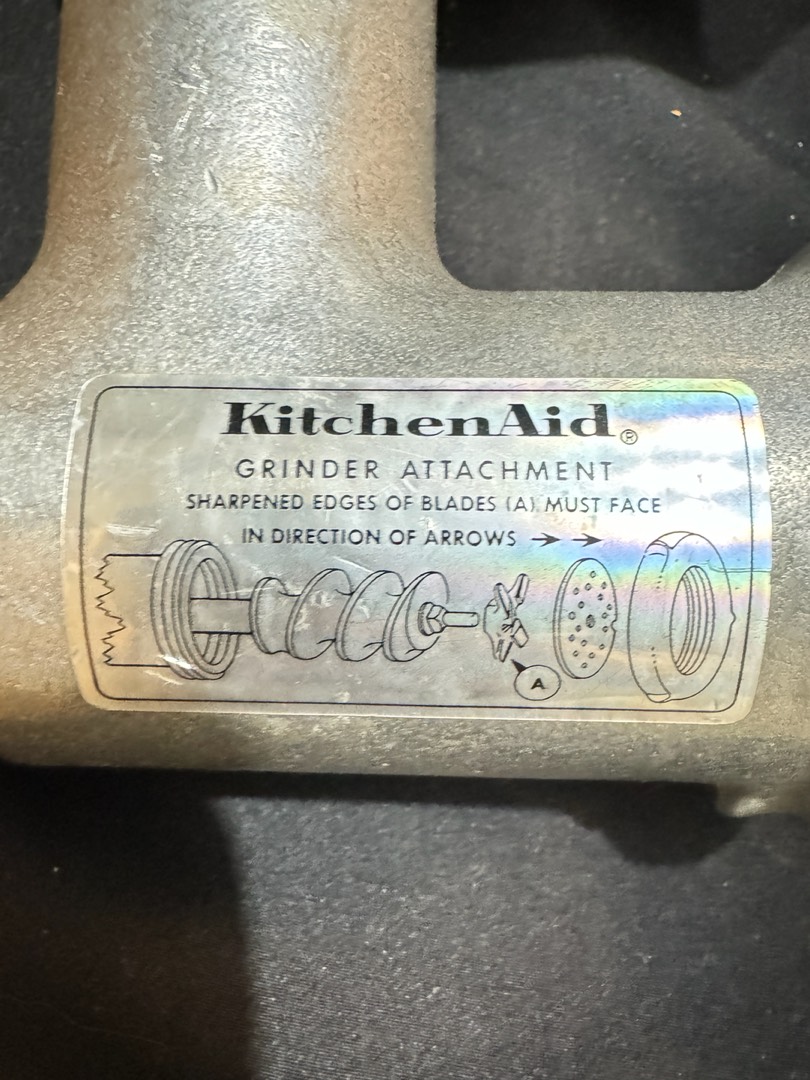 KitchenAid®
GRINDER ATTACHMENT
SHARPENED EDGES OF BLADES (A) MUST FACE
IN DIRECTION OF ARROWS → →
A